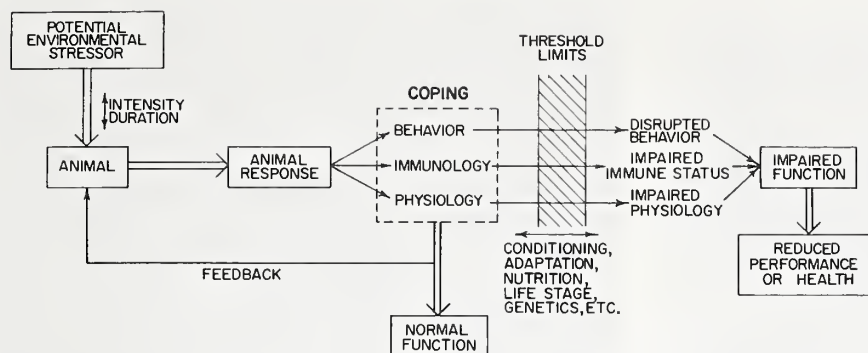 POTENTIAL
ENVIRONMENTAL
STRESSOR
INTENSITY
DURATION
ANIMAL
ANIMAL
RESPONSE
COPING
BEHAVIOR
IMMUNOLOGY
PHYSIOLOGY
THRESHOLD
LIMITS
DISRUPTED
BEHAVIOR
IMPAIRED
IMMUNE STATUS
IMPAIRED
PHYSIOLOGY
IMPAIRED
FUNCTION
REDUCED
PERFORMANCE
OR HEALTH
CONDITIONING,
ADAPTATION,
NUTRITION,
LIFE STAGE,
GENETICS, ETC.
FEEDBACK
NORMAL
FUNCTION